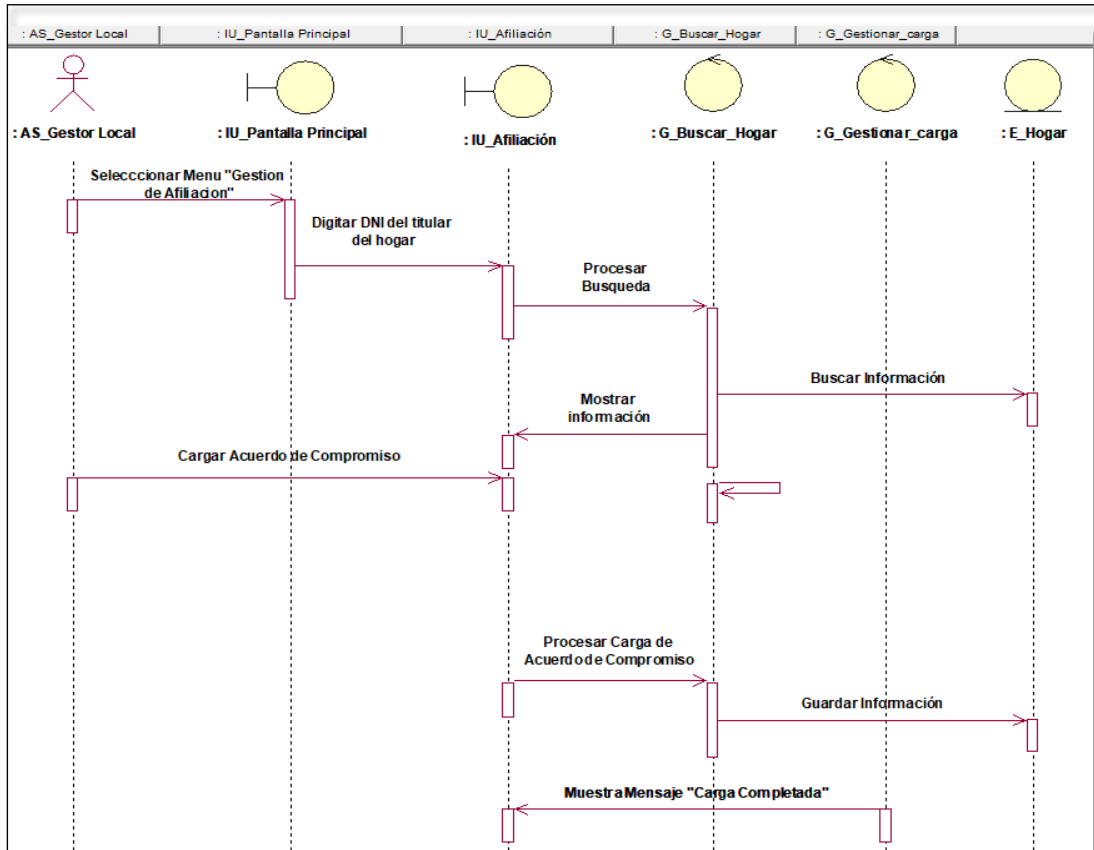 : AS_Gestor Local
: IU_Pantalla Principal
: IU_Afiliación
: G_Buscar_Hogar
: G_Gestionar_carga
: AS_Gestor Local
: IU_Pantalla Principal
: IU_Afiliación
: G_Buscar_Hogar
: G_Gestionar_carga
: E_Hogar
Selecccionar Menu "Gestion
de Afiliacion"
Digitar DNI del titular
del hogar
Procesar
Busqueda
Buscar Información
Mostrar
información
Cargar Acuerdo de Compromiso
Procesar Carga de
Acuerdo de Compromiso
Guardar Información
Muestra Mensaje "Carga Completada"